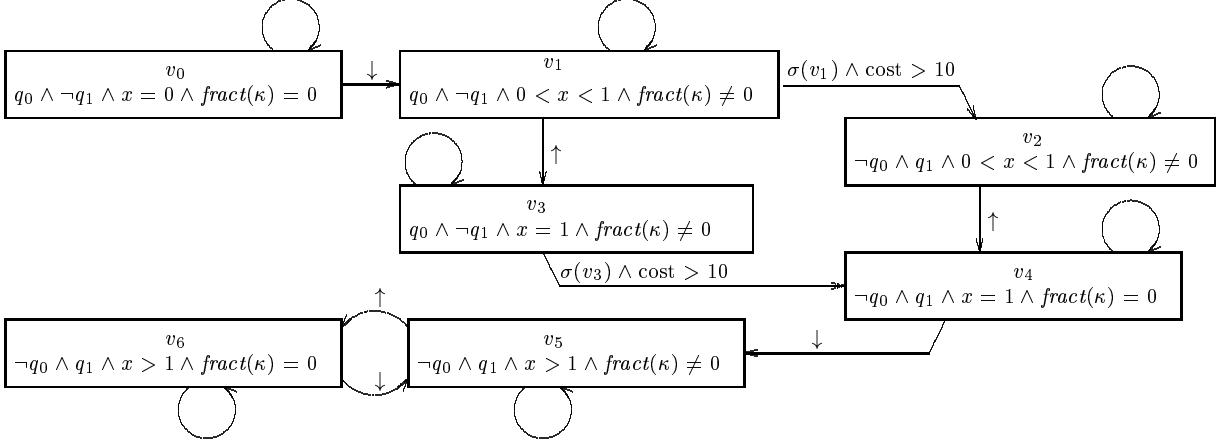 v₀
q₀ ∧ ¬q₁ ∧ x = 0 ∧ fract(κ) = 0
↓
v₁
q₀ ∧ ¬q₁ ∧ 0 < x < 1 ∧ fract(κ) ≠ 0
σ(v₁) ∧ cost > 10
v₂
¬q₀ ∧ q₁ ∧ 0 < x < 1 ∧ fract(κ) ≠ 0
↑
v₃
q₀ ∧ ¬q₁ ∧ x = 1 ∧ fract(κ) ≠ 0
↑
σ(v₃) ∧ cost > 10
v₄
¬q₀ ∧ q₁ ∧ x = 1 ∧ fract(κ) = 0
↑
v₆
¬q₀ ∧ q₁ ∧ x > 1 ∧ fract(κ) = 0
↓
v₅
¬q₀ ∧ q₁ ∧ x > 1 ∧ fract(κ) ≠ 0
↓